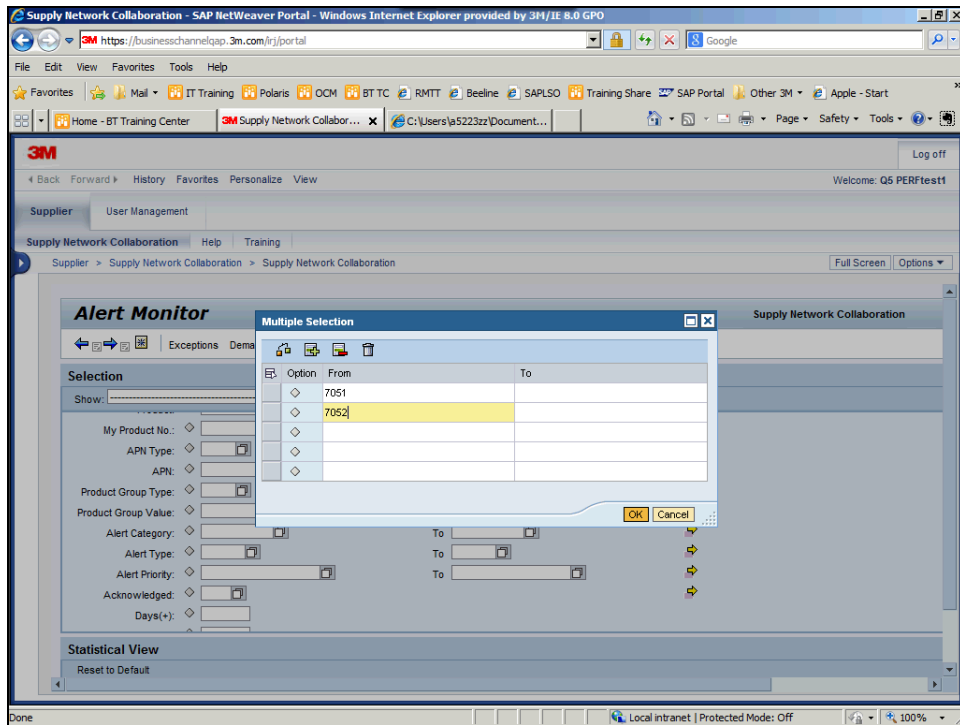 Supply Network Collaboration - SAP NetWeaver Portal - Windows Internet Explorer provided by 3M/IE 8.0 GPO
3M https://businesschannelqap.3m.com/irj/portal
Google
File Edit View Favorites Tools Help
Favorites Mail IT Training Polaris OCM BT TC RMTT Beeline SAPLSO Training Share SAP Portal Other 3M Apple - Start »
Home - BT Training Center 3M Supply Network Collabor... X C:\Users\a5223zz\Document... Page Safety Tools
3M Log off
Back Forward History Favorites Personalize View Welcome: Q5 PERFtest1
Supplier User Management
Supply Network Collaboration Help Training
Supplier > Supply Network Collaboration > Supply Network Collaboration Full Screen Options
Alert Monitor Supply Network Collaboration
Exceptions Dema
Selection
Show:
My Product No.:
APN Type:
APN:
Product Group Type:
Product Group Value:
Alert Category: To
Alert Type: To
Alert Priority: To
Acknowledged:
Days(+):
Multiple Selection
Option From To
7051
7052
OK Cancel
Statistical View
Reset to Default
Done Local intranet | Protected Mode: Off 100%